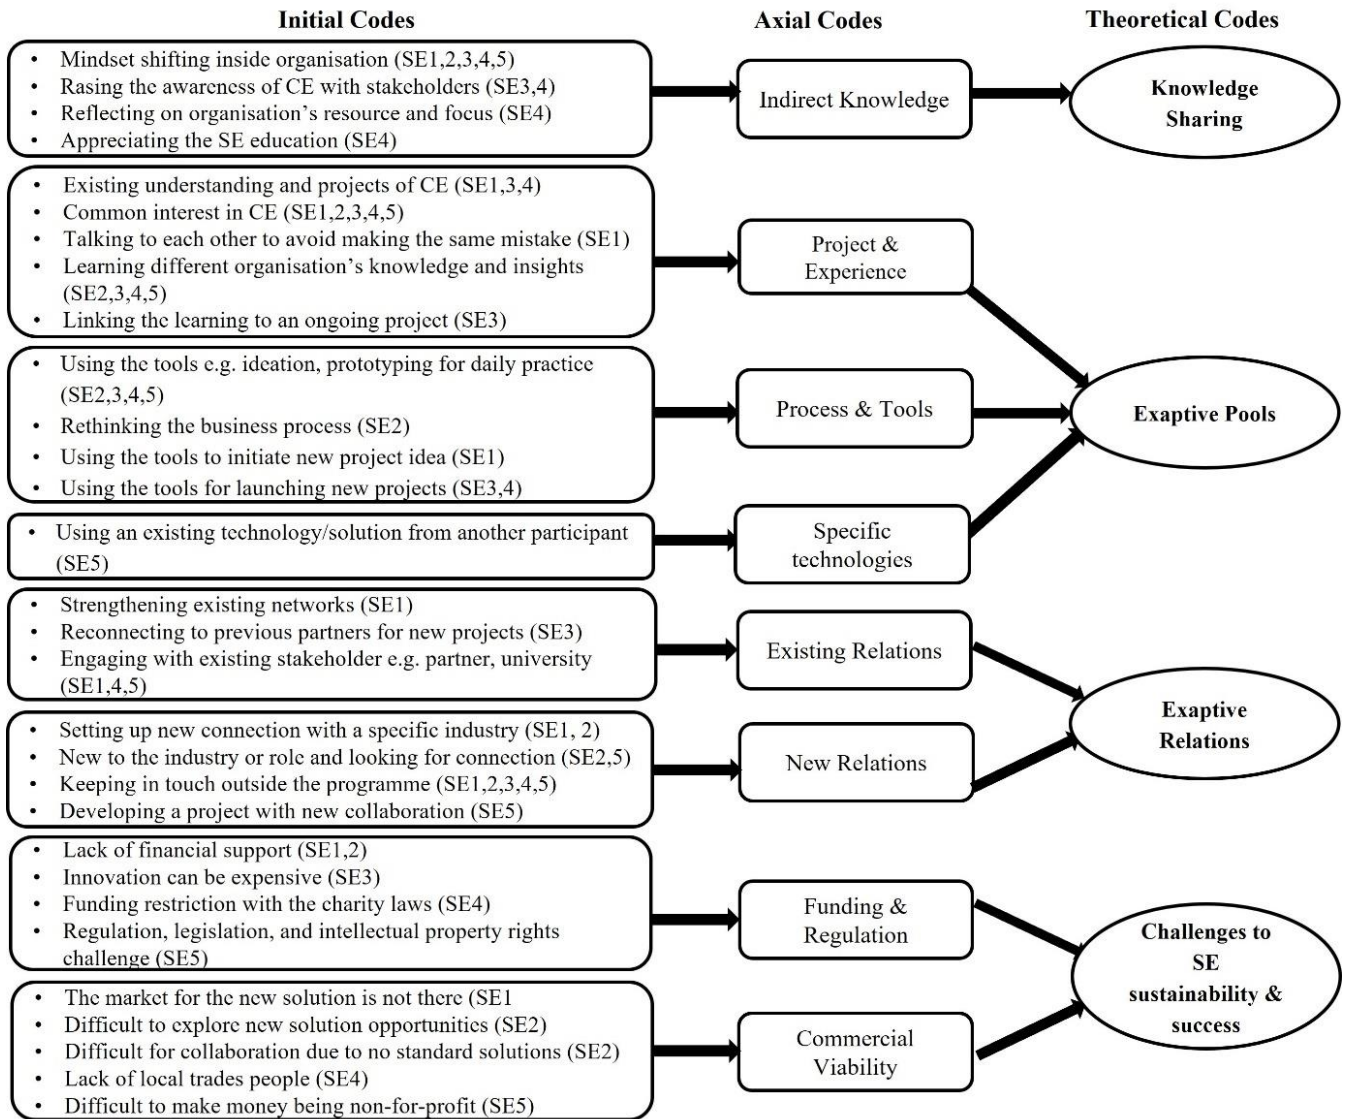 Initial Codes
Axial Codes
Theoretical Codes
• Mindset shifting inside organisation (SE1,2,3,4,5)
• Rasing the awareness of CE with stakeholders (SE3,4)
• Reflecting on organisation's resource and focus (SE4)
• Appreciating the SE education (SE4)
Indirect Knowledge
Knowledge
Sharing
• Existing understanding and projects of CE (SE1,3,4)
• Common interest in CE (SE1,2,3,4,5)
• Talking to each other to avoid making the same mistake (SE1)
• Learning different organisation's knowledge and insights
(SE2,3,4,5)
• Linking the learning to an ongoing project (SE3)
Project &
Experience
• Using the tools e.g. ideation, prototyping for daily practice
(SE2,3,4,5)
• Rethinking the business process (SE2)
• Using the tools to initiate new project idea (SE1)
• Using the tools for launching new projects (SE3,4)
Process & Tools
Exaptive Pools
• Using an existing technology/solution from another participant
(SE5)
Specific
technologies
• Strengthening existing networks (SE1)
• Reconnecting to previous partners for new projects (SE3)
• Engaging with existing stakeholder e.g. partner, university
(SE1,4,5)
Existing Relations
• Setting up new connection with a specific industry (SE1, 2)
• New to the industry or role and looking for connection (SE2,5)
• Keeping in touch outside the programme (SE1,2,3,4,5)
• Developing a project with new collaboration (SE5)
New Relations
Exaptive
Relations
• Lack of financial support (SE1,2)
• Innovation can be expensive (SE3)
• Funding restriction with the charity laws (SE4)
• Regulation, legislation, and intellectual property rights
challenge (SE5)
Funding &
Regulation
• The market for the new solution is not there (SE1
• Difficult to explore new solution opportunities (SE2)
• Difficult for collaboration due to no standard solutions (SE2)
• Lack of local trades people (SE4)
• Difficult to make money being non-for-profit (SE5)
Commercial
Viability
Challenges to
SE
sustainability &
success